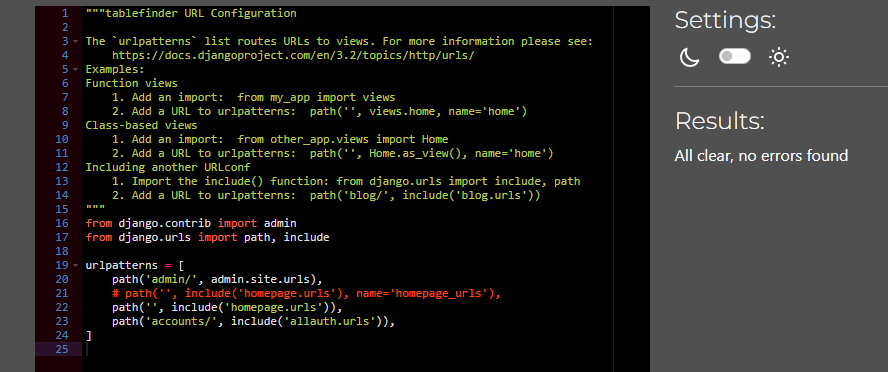 1 """tablefinder URL Configuration
2
3 The `urlpatterns` list routes URLs to views. For more information please see:
4     https://docs.djangoproject.com/en/3.2/topics/http/urls/
5 Examples:
6 Function views
7     1. Add an import:  from my_app import views
8     2. Add a URL to urlpatterns:  path('', views.home, name='home')
9 Class-based views
10     1. Add an import:  from other_app.views import Home
11     2. Add a URL to urlpatterns:  path('', Home.as_view(), name='home')
12 Including another URLconf
13     1. Import the include() function: from django.urls import include, path
14     2. Add a URL to urlpatterns:  path('blog/', include('blog.urls'))
15 """
16 from django.contrib import admin
17 from django.urls import path, include
18
19 urlpatterns = [
20     path('admin/', admin.site.urls),
21     # path('', include('homepage.urls'), name='homepage_urls'),
22     path('', include('homepage.urls')),
23     path('accounts/', include('allauth.urls')),
24 ]
25
Settings:
Results:
All clear, no errors found